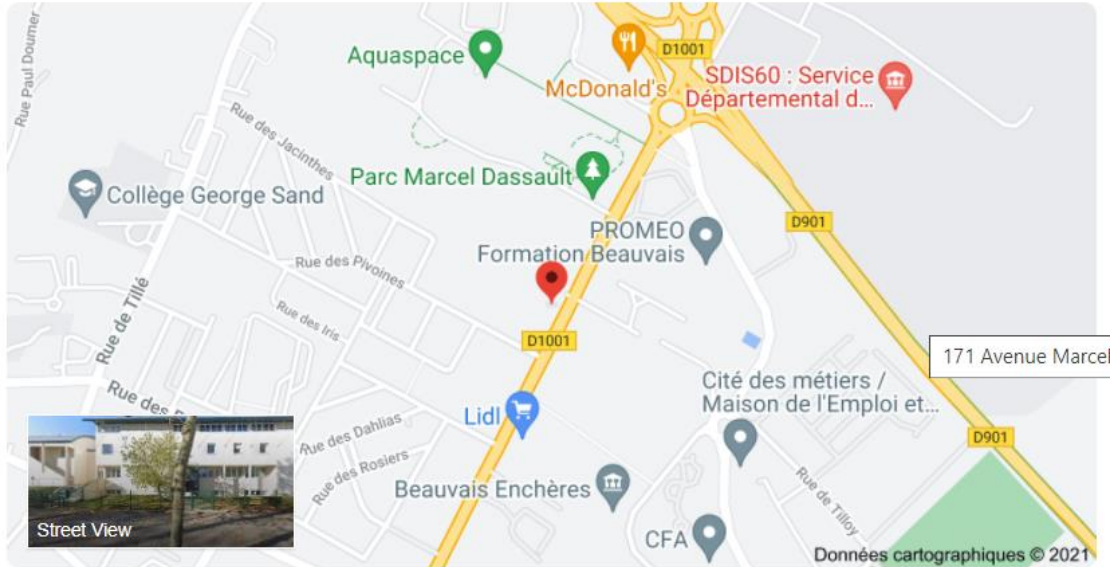 Rue Paul Doumer
Aquaspace
D1001
McDonald's
SDIS60 : Service
Départemental d...
Rue des Jacinthes
Collège George Sand
Parc Marcel Dassault
D901
PROMEO
Formation Beauvais
Rue des Pivoines
Rue de Tillé
Rue des Iris
D1001
171 Avenue Marcel
Cité des métiers /
Maison de l'Emploi et...
Rue des
Lidl
Rue des Dahlias
D901
Rue des Rosiers
Beauvais Enchères
Rue de Tilloy
Street View
CFA
Données cartographiques © 2021